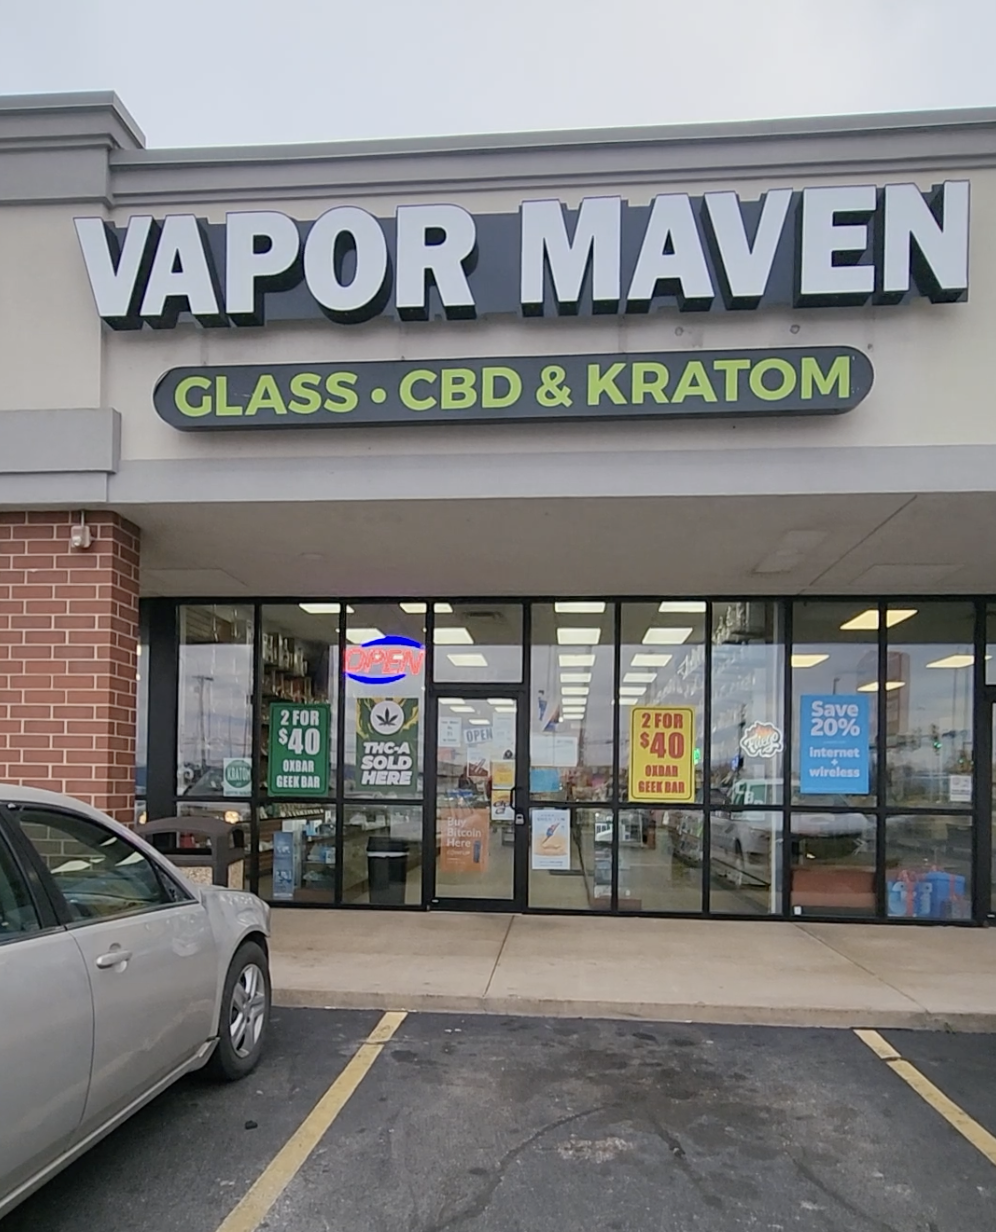 VAPOR MAVEN
GLASS • CBD & KRATOM
OPEN
2 FOR
$40
OXBAR
GEEK BAR
THC-A
SOLD
HERE
KRATOM
OPEN
Buy
Bitcoin
Here
2 FOR
$40
OXBAR
GEEK BAR
Save
20%
internet
+
wireless